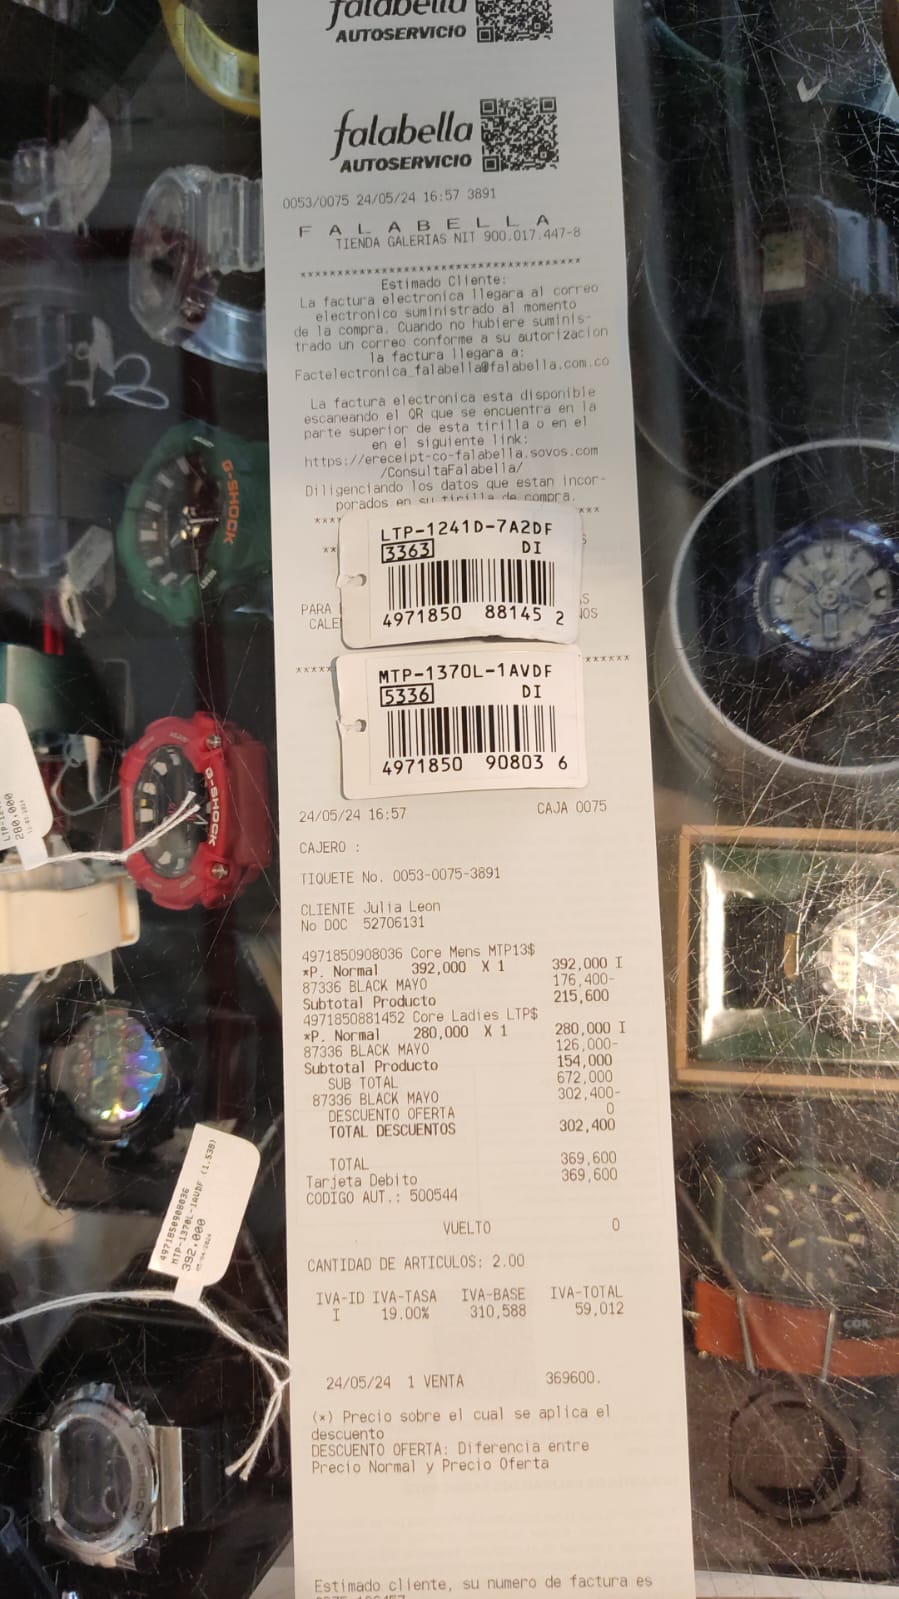 falabella
AUTOSERVICIO
falabella
AUTOSERVICIO
0053/0075 24/05/24 16:57 3891
F A L A B E L L A
TIENDA GALERIAS NIT 900.017.447-8
****************************************
Estimado Cliente:
La factura electronica llegara al correo
electronico suministrado al momento
de la compra. Cuando no hubiere suminis-
trado un correo conforme a su autorizacion
la factura llegara a:
Factelectronica_falabella@falabella.com.co
La factura electronica esta disponible
escaneando el QR que se encuentra en la
parte superior de esta tirilla o en el
en el siguiente link:
https://ereceipt-co-falabella.sovos.com
/ConsultaFalabella/
Diligenciando los datos que estan incor-
porados en su tirilla de compra.
PARA
CALE
LTP-1241D-7A2DF
3363 DI
4971850 88145 2
MTP-1370L-1AVDF
5336 DI
4971850 90803 6
24/05/24 16:57 CAJA 0075
CAJERO :
TIQUETE No. 0053-0075-3891
CLIENTE Julia Leon
No DOC 52706131
4971850908036 Core Mens MTP13$
*P. Normal 392,000 X 1 392,000 I
87336 BLACK MAYO 176,400-
Subtotal Producto 215,600
4971850881452 Core Ladies LTP$
*P. Normal 280,000 X 1 280,000 I
87336 BLACK MAYO 126,000-
Subtotal Producto 154,000
SUB TOTAL 672,000
87336 BLACK MAYO 302,400-
DESCUENTO OFERTA 0
TOTAL DESCUENTOS 302,400
TOTAL 369,600
Tarjeta Debito 369,600
CODIGO AUT.: 500544
VUELTO 0
CANTIDAD DE ARTICULOS: 2.00
IVA-ID IVA-TASA IVA-BASE IVA-TOTAL
I 19.00% 310,588 59,012
24/05/24 1 VENTA 369600.
(*) Precio sobre el cual se aplica el
descuento
DESCUENTO OFERTA: Diferencia entre
Precio Normal y Precio Oferta
Estimado cliente, su numero de factura es
G-SHOCK
G-SHOCK
280,000
4971850908036
MTP-1370L-1AVDF (1.538)
392,000